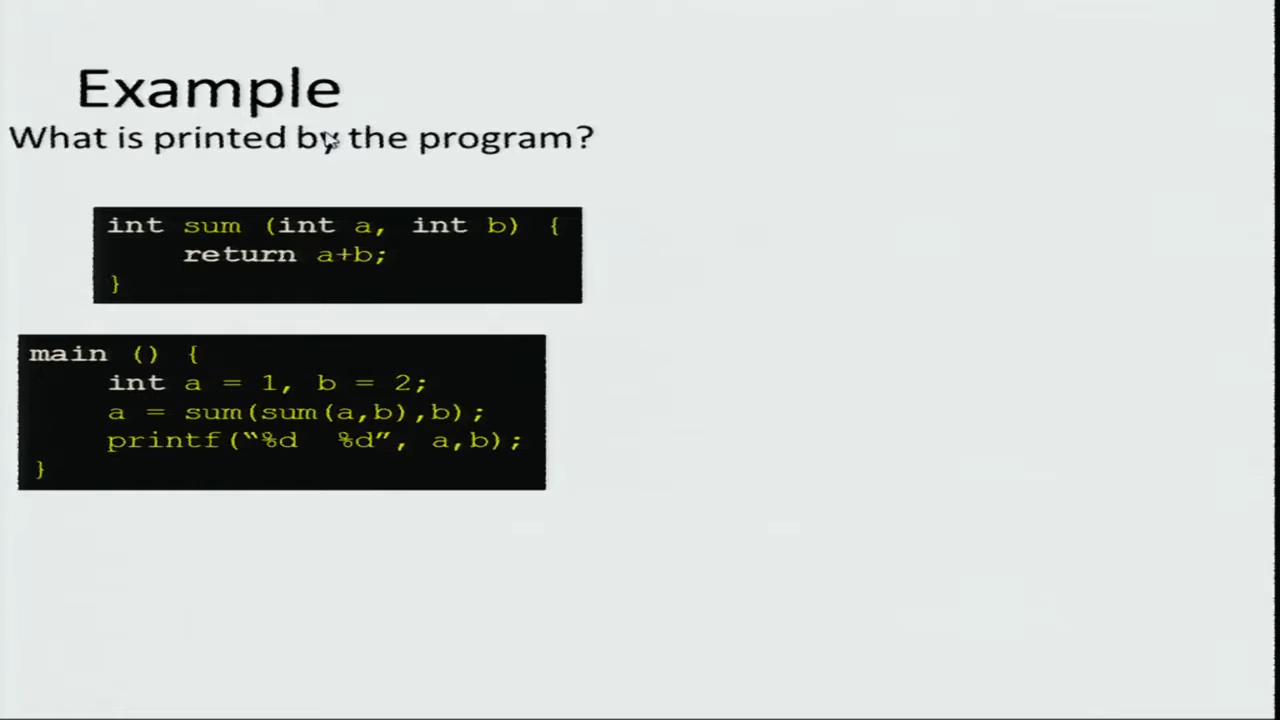 Example
What is printed by the program?
int sum (int a, int b) {
return a+b;
}
main () {
int a = 1, b = 2;
a = sum(sum(a,b),b);
printf(“%d %d”, a,b);
}